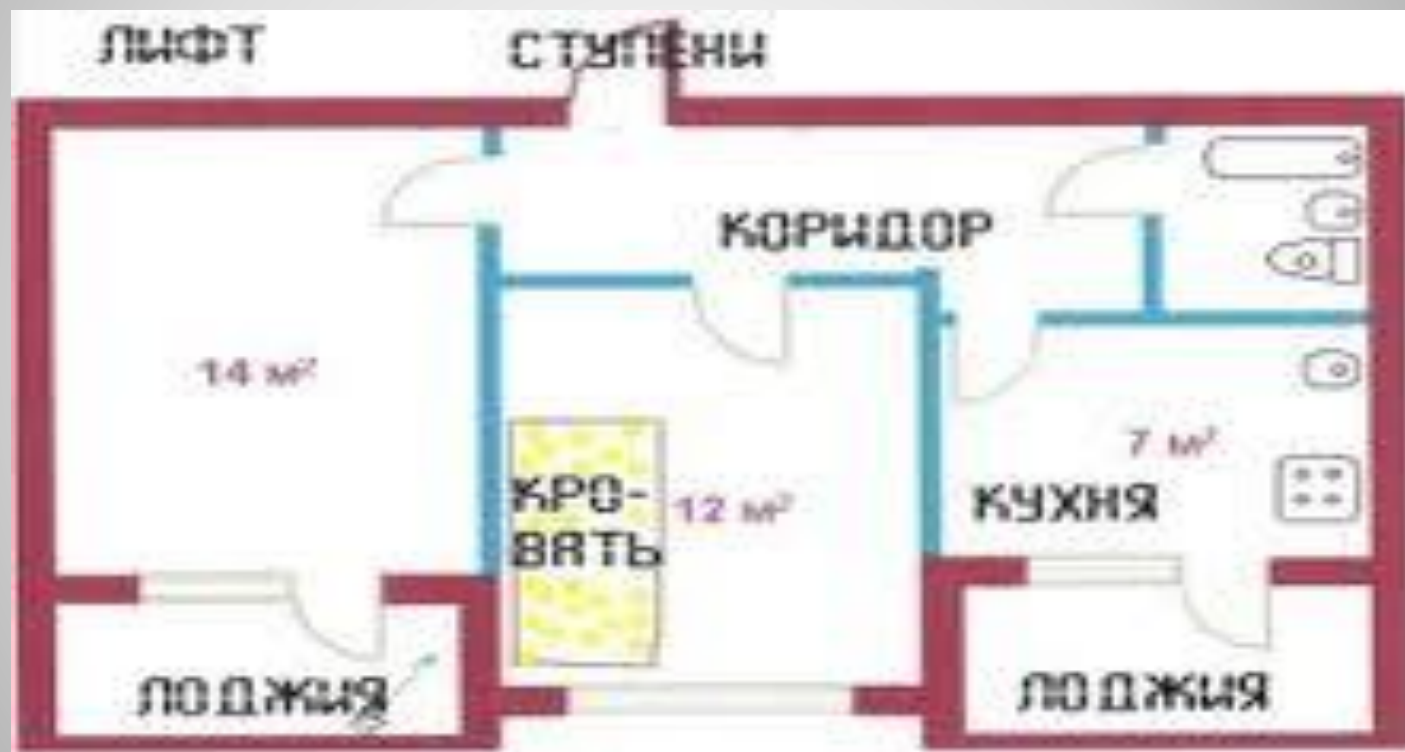 ЛИФТ
СТУПЕНИ
КОРИДОР
14 м²
КРО-
ВАТЬ
12 м²
7 м²
КУХНЯ
ЛОДЖИЯ
ЛОДЖИЯ